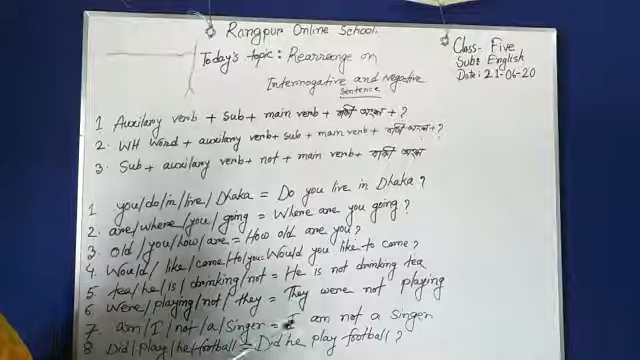 Rangpur Online School.
Class- Five
Sub: English
Date: 21-06-20
Today's topic: Rearrange on
Interrogative and Negative
Sentence
1 Auxilary verb + sub + main verb + বাকী অংশ + ?
2. WH Word + auxilary verb + sub + main verb + বাকী অংশ + ?
3. Sub + auxilary verb + not + main verb + বাকী অংশ
1 you/do/in/live/Dhaka = Do you live in Dhaka?
2. are/where/you/going = Where are you going?
3. old/you/how/are = How old are you?
4. Would/like/come/to/you = Would you like to come?
5 tea/he/is/drinking/not = He is not drinking tea
6 Were/playing/not/they = They were not playing
7. am/I/not/a/singer = I am not a singer
8 Did/play/he/football = Did he play football?